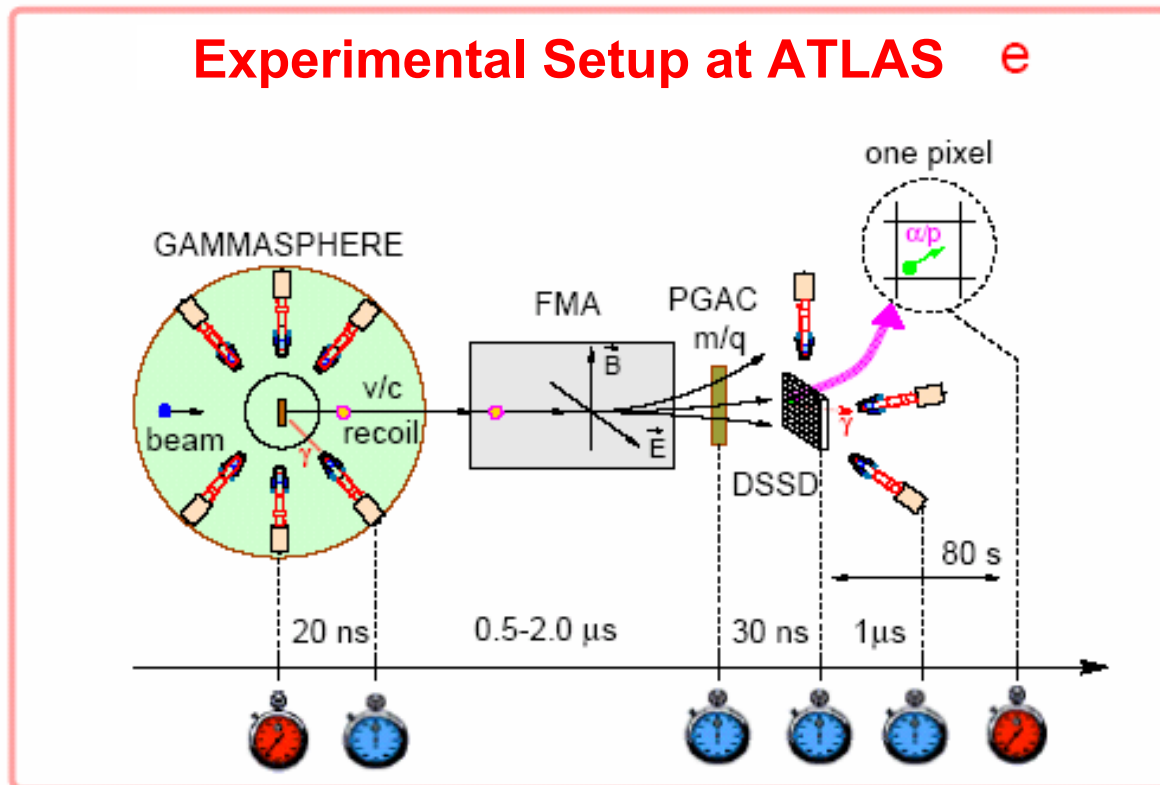 Experimental Setup at ATLAS e
one pixel
α/p
GAMMASPHERE
FMA
PGAC
m/q
B
v/c
beam
recoil
γ
E
γ
DSSD
80 s
20 ns
0.5-2.0 μs
30 ns
1μs